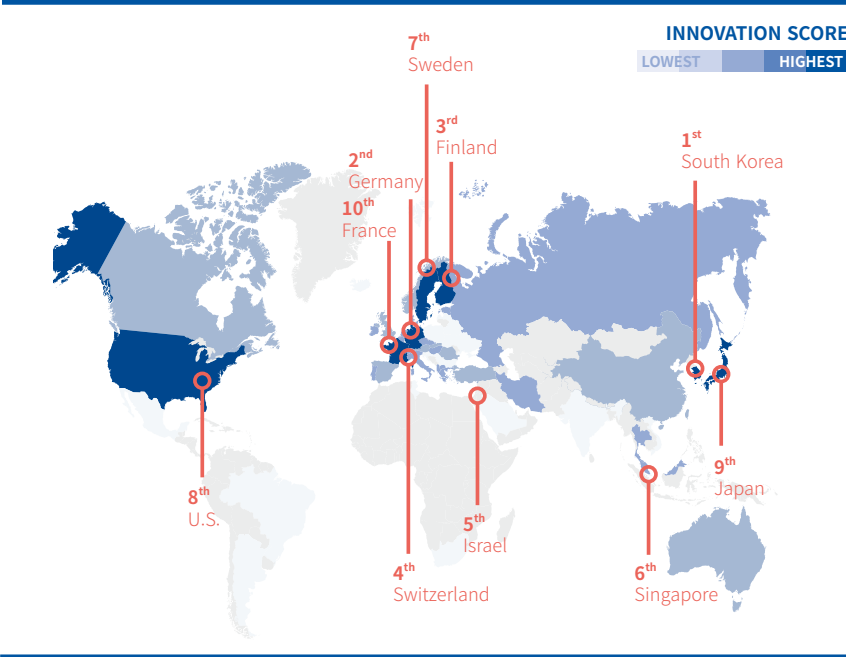 INNOVATION SCORE
LOWEST
HIGHEST
7th
Sweden
3rd
Finland
1st
South Korea
2nd
Germany
10th
France
9th
Japan
8th
U.S.
5th
Israel
4th
Switzerland
6th
Singapore